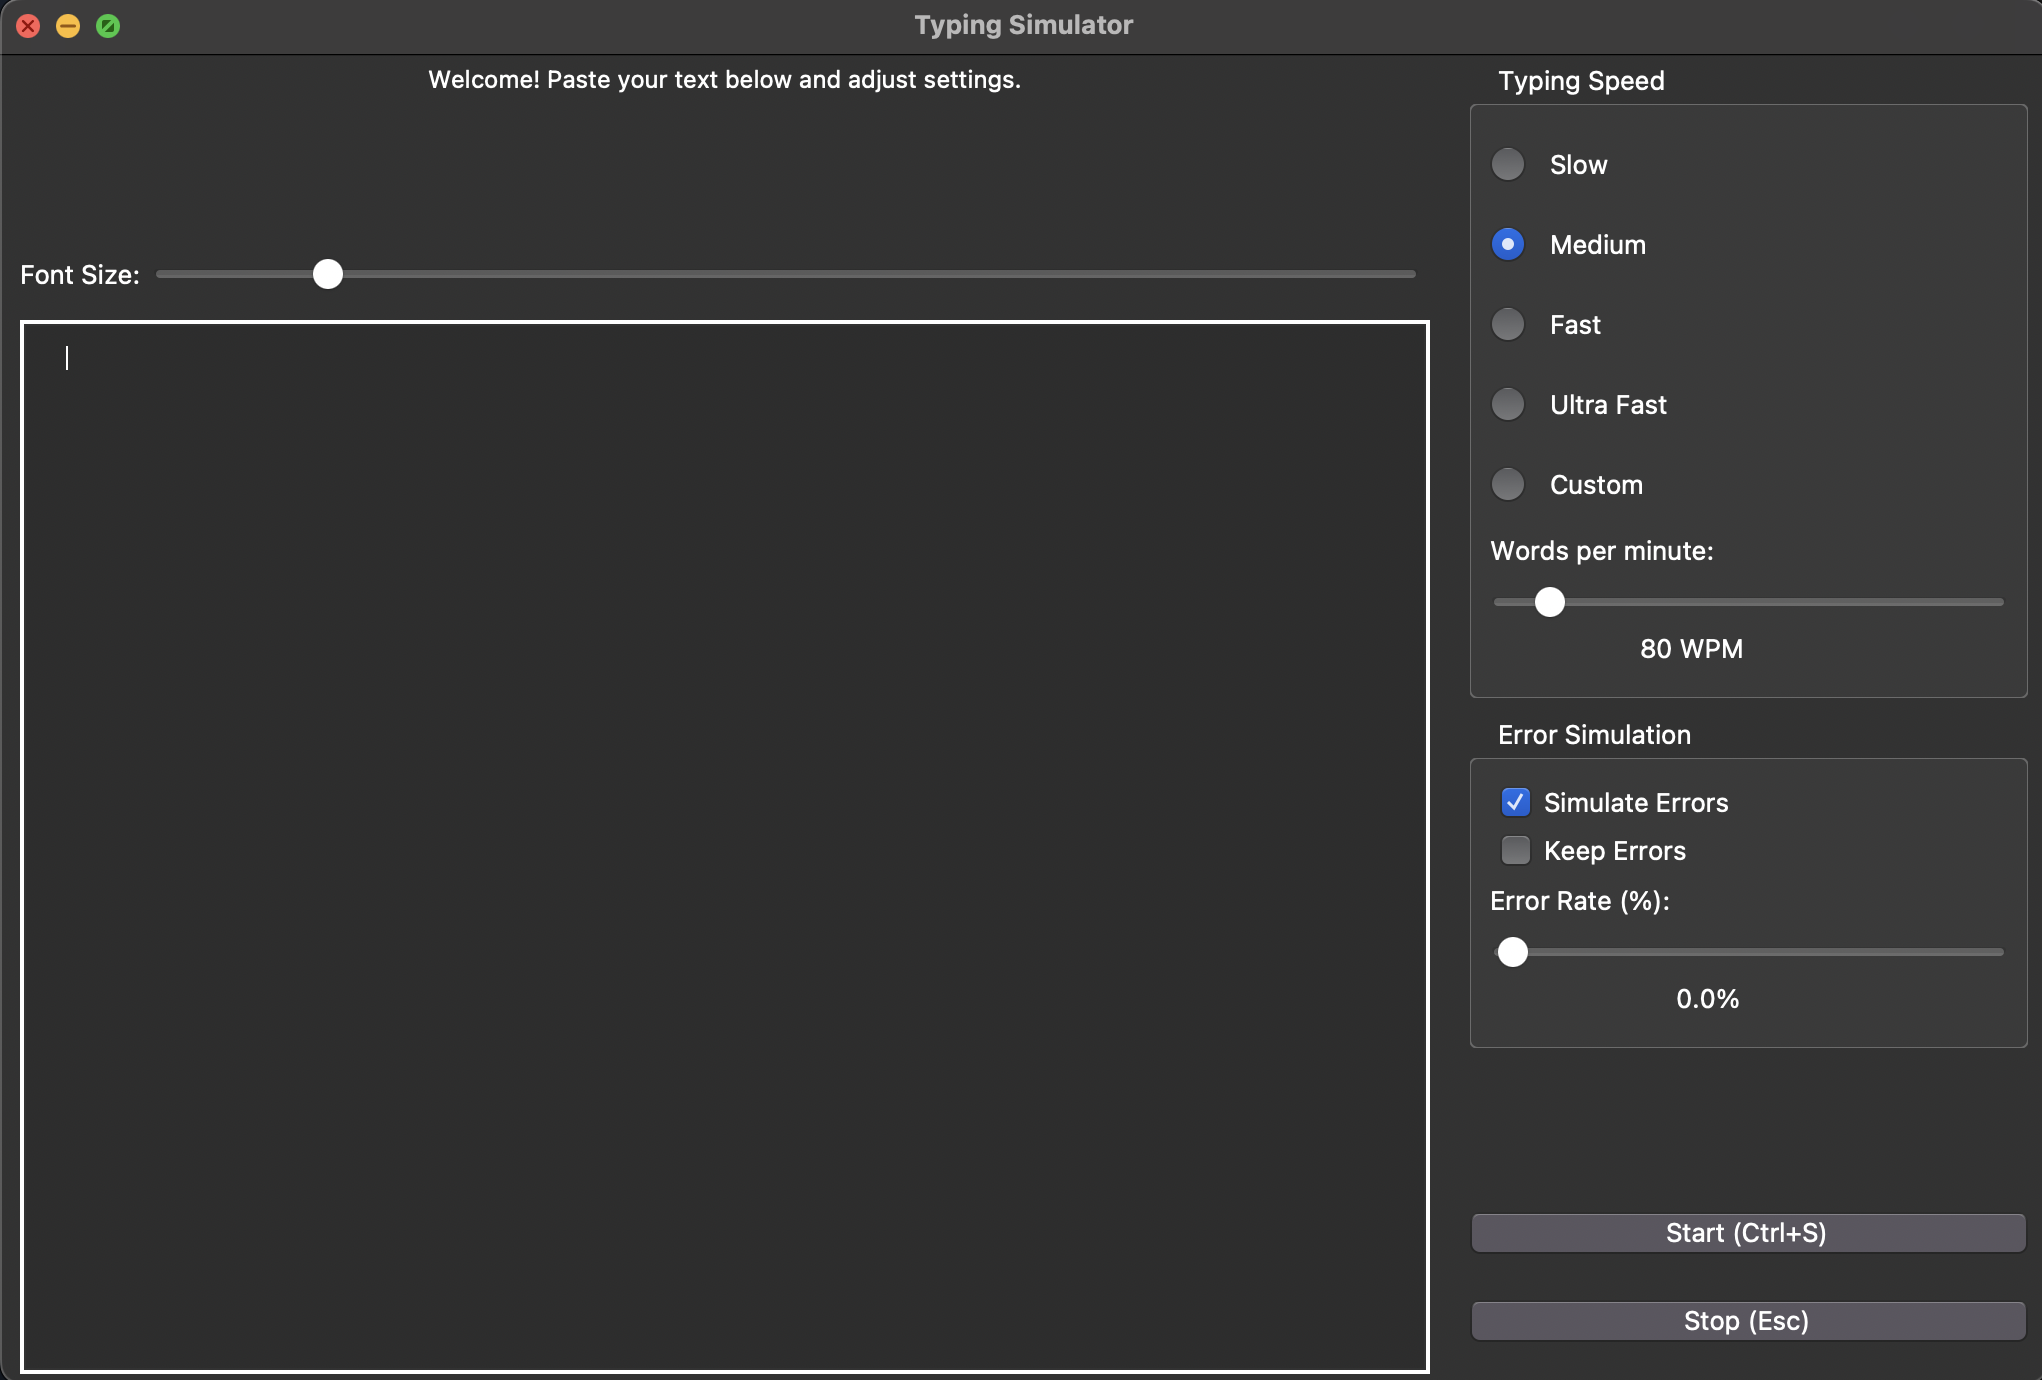 Typing Simulator
Welcome! Paste your text below and adjust settings.
Font Size:
Typing Speed
Slow
Medium
Fast
Ultra Fast
Custom
Words per minute:
80 WPM
Error Simulation
Simulate Errors
Keep Errors
Error Rate (%):
0.0%
Start (Ctrl+S)
Stop (Esc)